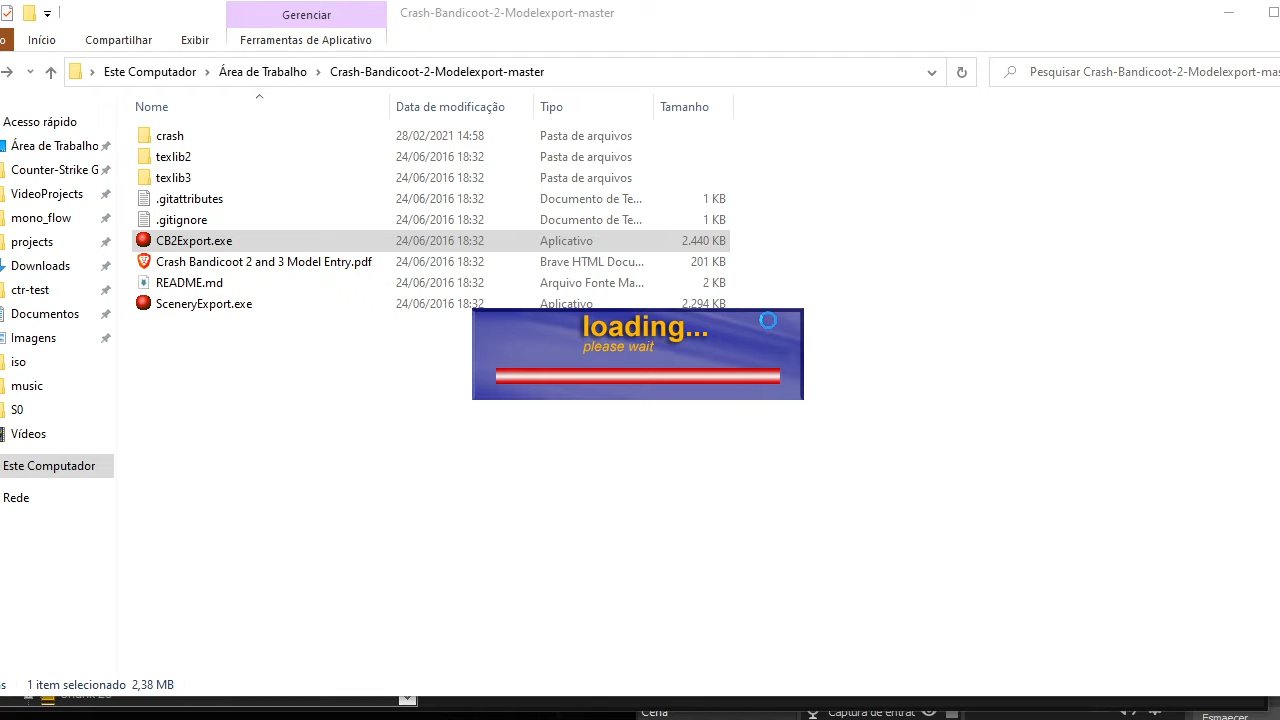 Gerenciar
Crash-Bandicoot-2-Modelexport-master
Início
Compartilhar
Exibir
Ferramentas de Aplicativo
Este Computador > Área de Trabalho > Crash-Bandicoot-2-Modelexport-master
Pesquisar Crash-Bandicoot-2-Modelexport-mas
Nome
Data de modificação
Tipo
Tamanho
Acesso rápido
Área de Trabalho
Counter-Strike G
VideoProjects
mono_flow
projects
Downloads
ctr-test
Documentos
Imagens
iso
music
S0
Vídeos
Este Computador
Rede
crash 28/02/2021 14:58 Pasta de arquivos
texlib2 24/06/2016 18:32 Pasta de arquivos
texlib3 24/06/2016 18:32 Pasta de arquivos
.gitattributes 24/06/2016 18:32 Documento de Te... 1 KB
.gitignore 24/06/2016 18:32 Documento de Te... 1 KB
CB2Export.exe 24/06/2016 18:32 Aplicativo 2.440 KB
Crash Bandicoot 2 and 3 Model Entry.pdf 24/06/2016 18:32 Brave HTML Docu... 201 KB
README.md 24/06/2016 18:32 Arquivo Fonte Ma... 2 KB
SceneryExport.exe 24/06/2016 18:32 Aplicativo 2.294 KB
loading...
please wait
1 item selecionado 2,38 MB
Cena
Captura de entrat
Esmaecer